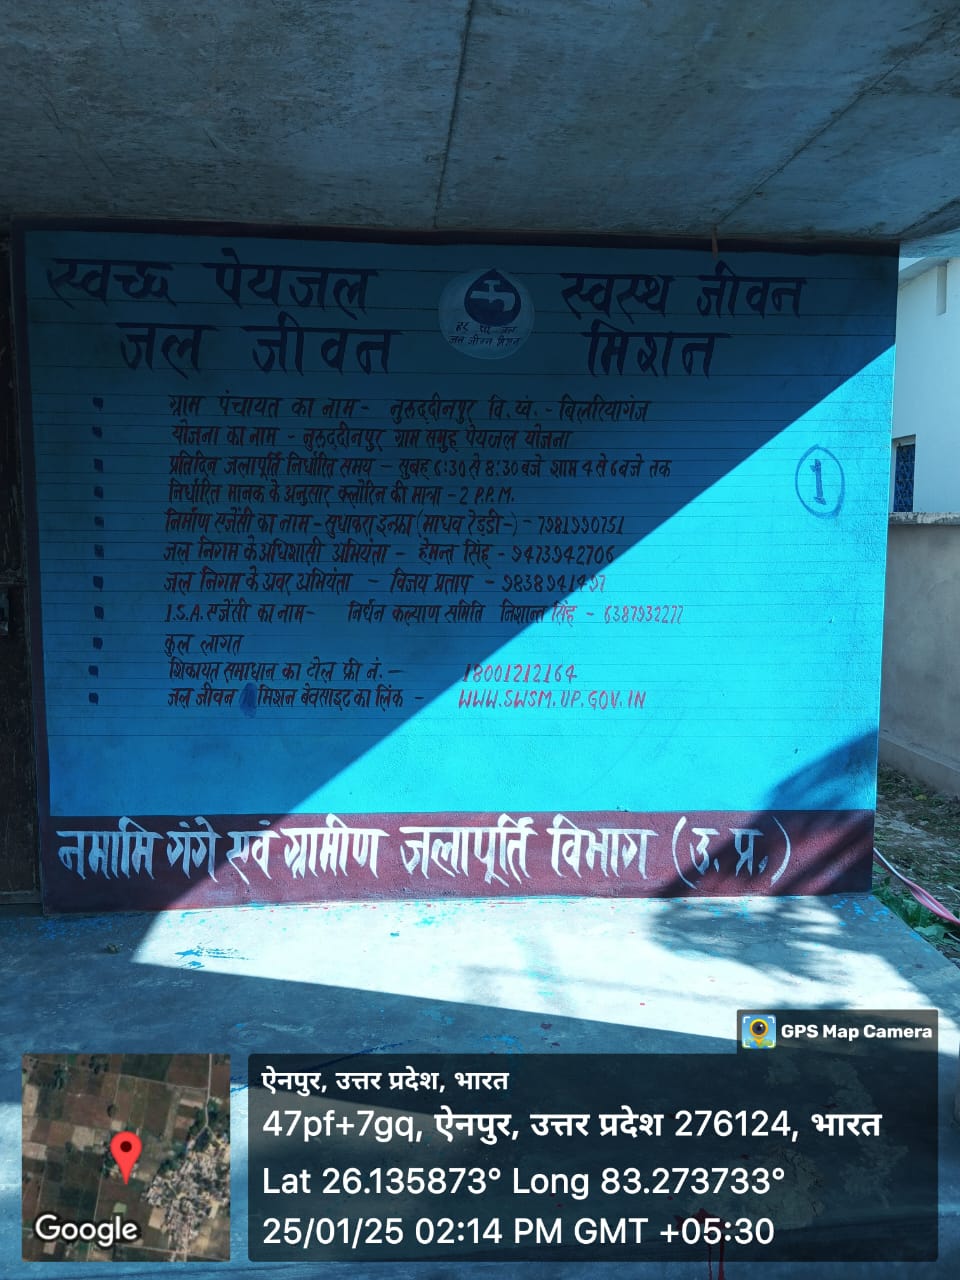 स्वच्छ पेयजल स्वस्थ जीवन
जल जीवन मिशन
हर घर जल
जल जीवन मिशन
ग्राम पंचायत का नाम - नुरुद्दीनपुर वि. खं. - बिलरियागंज
योजना का नाम - नुरुद्दीनपुर ग्राम समुह पेयजल योजना
प्रतिदिन जलापूर्ति निर्धारित समय - सुबह 6:30 से 8:30 बजे शाम 4 से 6 बजे तक
निर्धारित मानक के अनुसार क्लोरिन की मात्रा - 2 P.P.M.
निर्माण एजेंसी का नाम - सुधाकरा इन्फ्रा (माधव रेड्डी -) - 7981990751
जल निगम के अधिशासी अभियंता - हेमन्त सिंह - 9473942706
जल निगम के अवर अभियंता - विजय प्रताप - 9838941497
I.S.A. एजेंसी का नाम - निर्धन कल्याण समिति निशान्त सिंह - 6387932277
कुल लागत
शिकायत समाधान का टोल फ्री नं. - 18001212164
जल जीवन मिशन बेवसाइट का लिंक - WWW.SWSM.UP.GOV.IN
1
नमामि गंगे एवं ग्रामीण जलापूर्ति विभाग (उ. प्र.)
GPS Map Camera
ऐनपुर, उत्तर प्रदेश, भारत
47pf+7gq, ऐनपुर, उत्तर प्रदेश 276124, भारत
Lat 26.135873° Long 83.273733°
25/01/25 02:14 PM GMT +05:30
Google